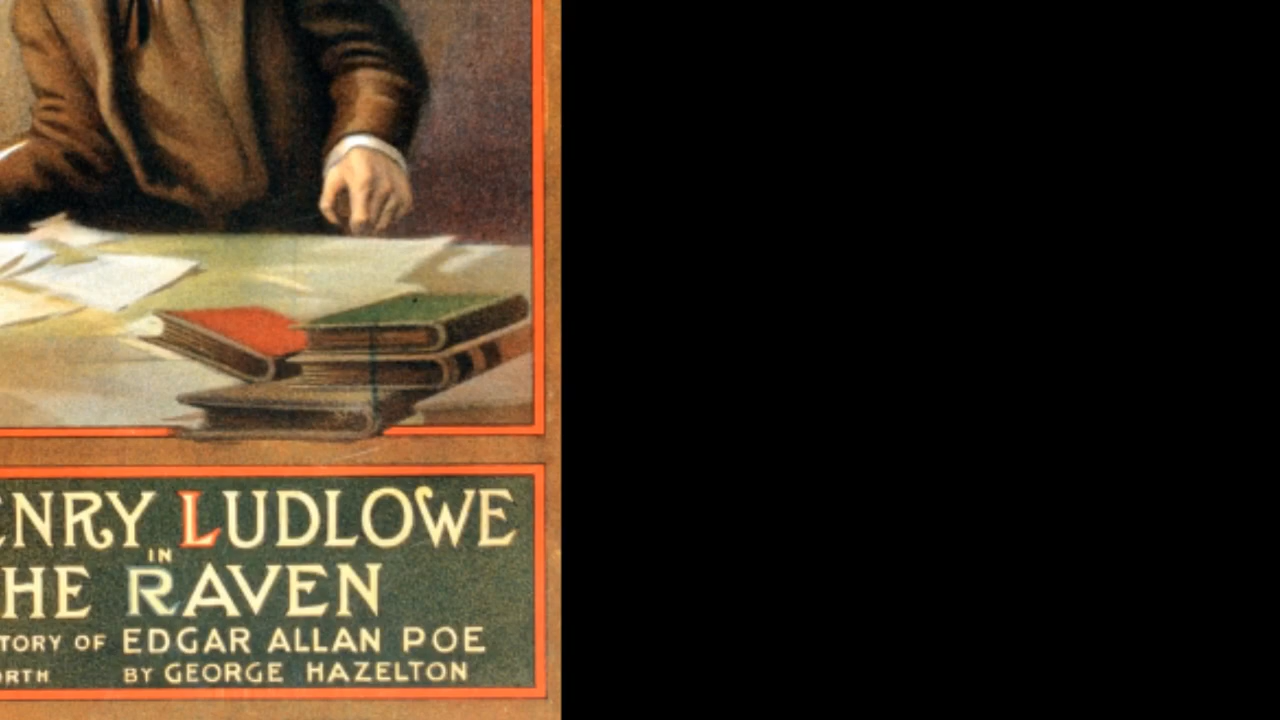 ENRY LUDLOWE
IN
HE RAVEN
TORY OF EDGAR ALLAN POE
ORTH BY GEORGE HAZELTON